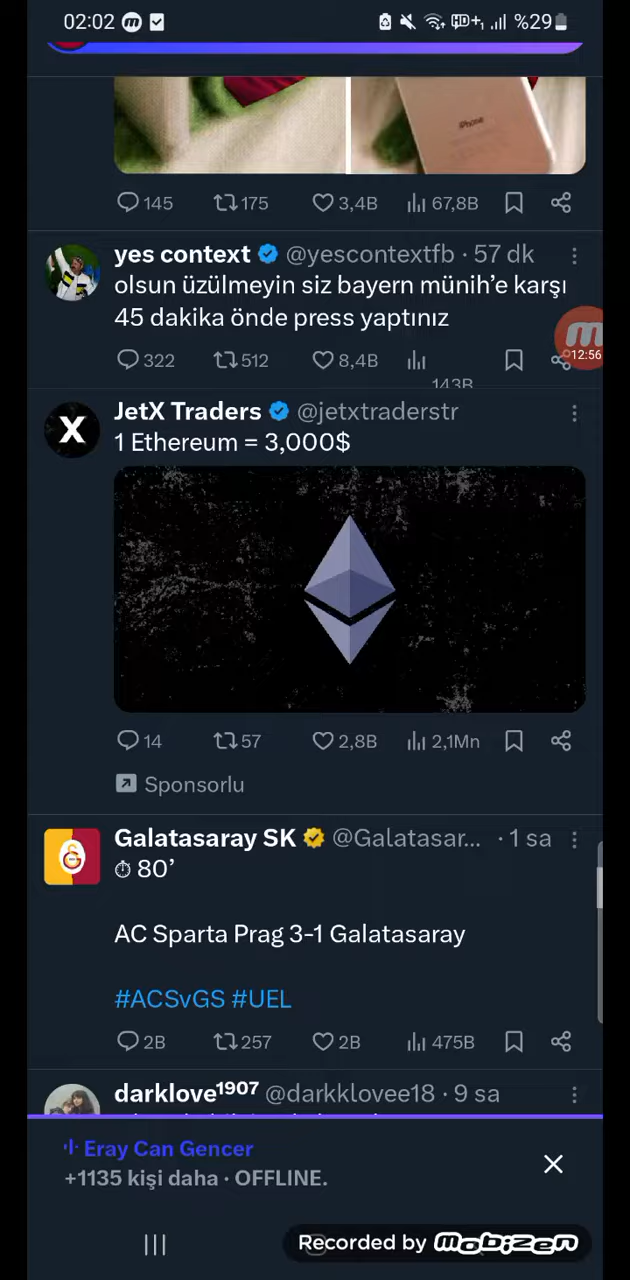 02:02
%29
iPhone
145 175 3,4B 67,8B
yes context @yescontextfb · 57 dk
olsun üzülmeyin siz bayern münih’e karşı
45 dakika önde press yaptınız
12:56
322 512 8,4B
143B
JetX Traders @jetxtraderstr
1 Ethereum = 3,000$
14 57 2,8B 2,1Mn
Sponsorlu
Galatasaray SK @Galatasar... · 1 sa
⏱ 80’
AC Sparta Prag 3-1 Galatasaray
#ACSvGS #UEL
2B 257 2B 475B
darklove¹⁹⁰⁷ @darkklovee18 · 9 sa
Eray Can Gencer
+1135 kişi daha · OFFLINE.
Recorded by mobizen